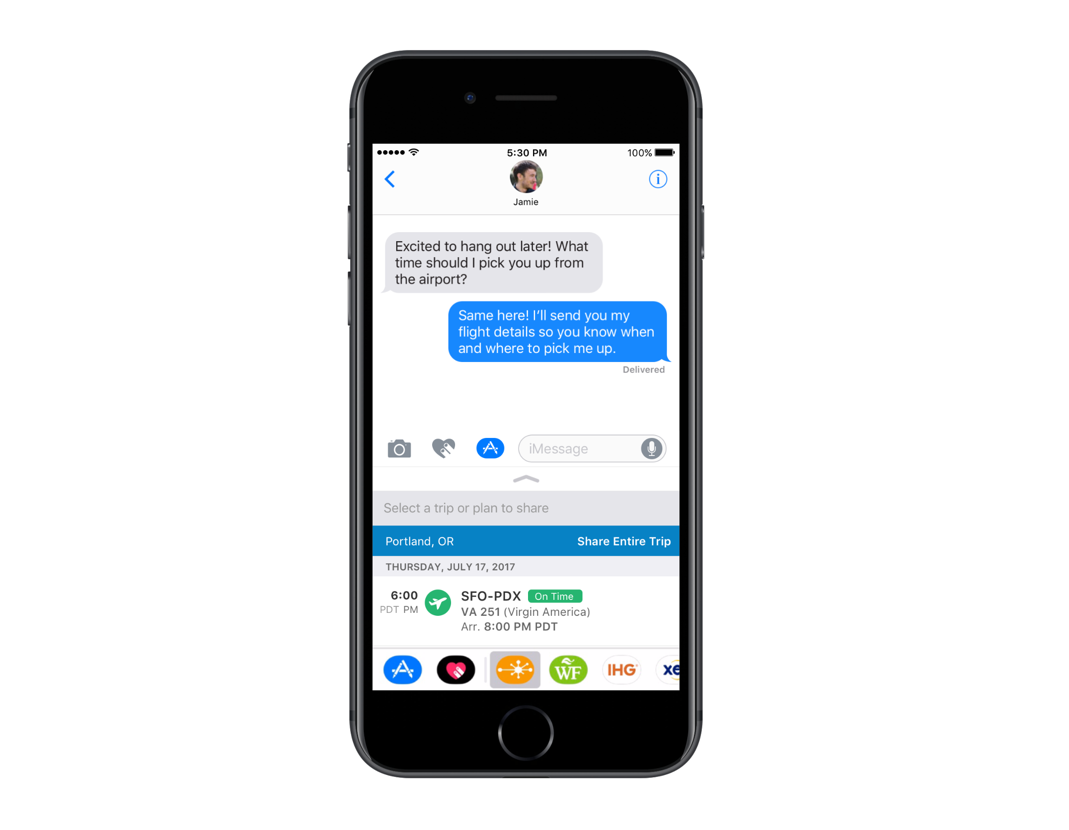 5:30 PM
100%
Jamie
Excited to hang out later! What
time should I pick you up from
the airport?
Same here! I'll send you my
flight details so you know when
and where to pick me up.
Delivered
iMessage
Select a trip or plan to share
Portland, OR
Share Entire Trip
THURSDAY, JULY 17, 2017
6:00
PDT PM
SFO-PDX
On Time
VA 251 (Virgin America)
Arr. 8:00 PM PDT
WF
IHG
xe